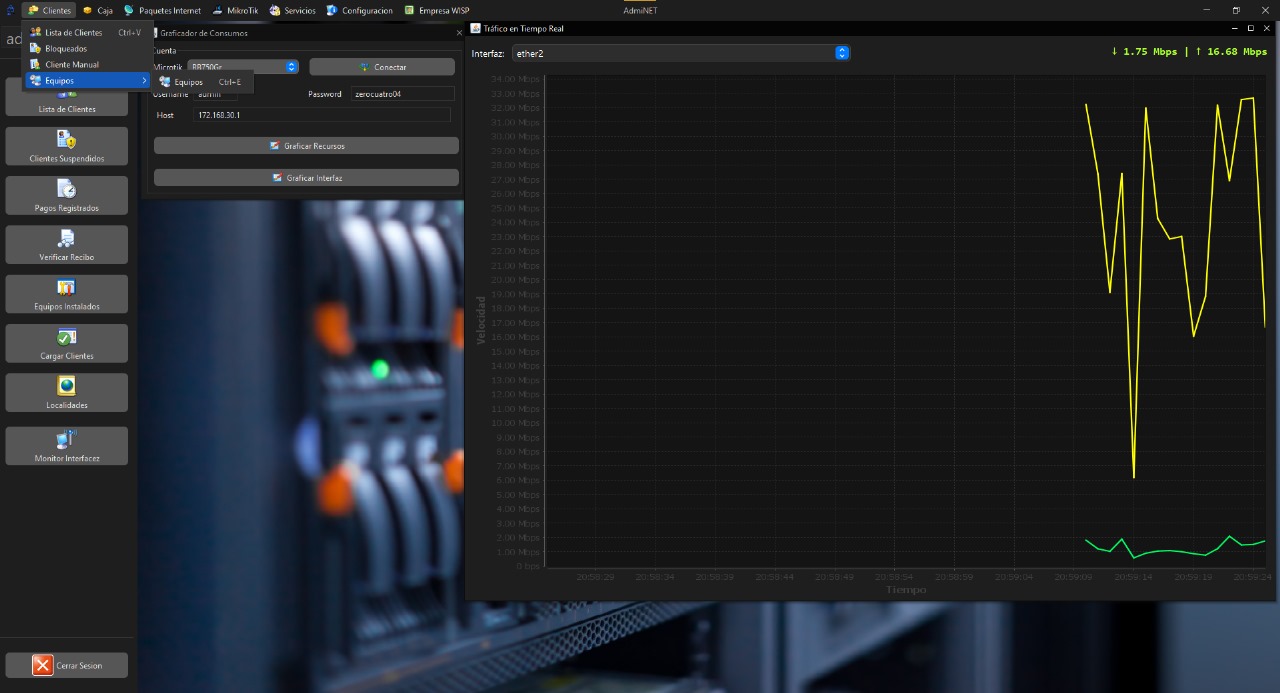 Clientes Caja Paquetes Internet MikroTik Servicios Configuracion Empresa WISP AdmiNET
Lista de Clientes Ctrl+V
Bloqueados
Cliente Manual
Equipos
Equipos Ctrl+E
ad
Lista de Clientes
Clientes Suspendidos
Pagos Registrados
Verificar Recibo
Equipos Instalados
Cargar Clientes
Localidades
Monitor Interfacez
Cerrar Sesion
Graficador de Consumos
Cuenta
Microtik RB750Gr Conectar
Username admin Password zerocuatro04
Host 172.168.30.1
Graficar Recursos
Graficar Interfaz
Tráfico en Tiempo Real
Interfaz: ether2 ↓ 1.75 Mbps | ↑ 16.68 Mbps
34.00 Mbps
33.00 Mbps
32.00 Mbps
31.00 Mbps
30.00 Mbps
29.00 Mbps
28.00 Mbps
27.00 Mbps
26.00 Mbps
25.00 Mbps
24.00 Mbps
23.00 Mbps
22.00 Mbps
21.00 Mbps
20.00 Mbps
19.00 Mbps
18.00 Mbps
17.00 Mbps
16.00 Mbps
15.00 Mbps
14.00 Mbps
13.00 Mbps
12.00 Mbps
11.00 Mbps
10.00 Mbps
9.00 Mbps
8.00 Mbps
7.00 Mbps
6.00 Mbps
5.00 Mbps
4.00 Mbps
3.00 Mbps
2.00 Mbps
1.00 Mbps
0 bps
Velocidad
20:58:29 20:58:34 20:58:39 20:58:44 20:58:49 20:58:54 20:58:59 20:59:04 20:59:09 20:59:14 20:59:19 20:59:24
Tiempo